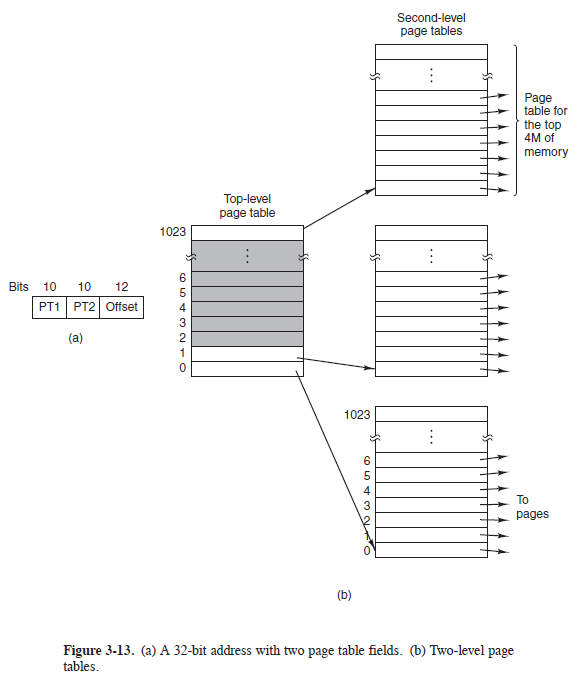 Second-level
page tables
Page
table for
the top
4M of
memory
Top-level
page table
1023
6
5
4
3
2
1
0
Bits 10 10 12
PT1 PT2 Offset
(a)
1023
6
5
4
3
2
1
0
To
pages
(b)
Figure 3-13. (a) A 32-bit address with two page table fields. (b) Two-level page
tables.